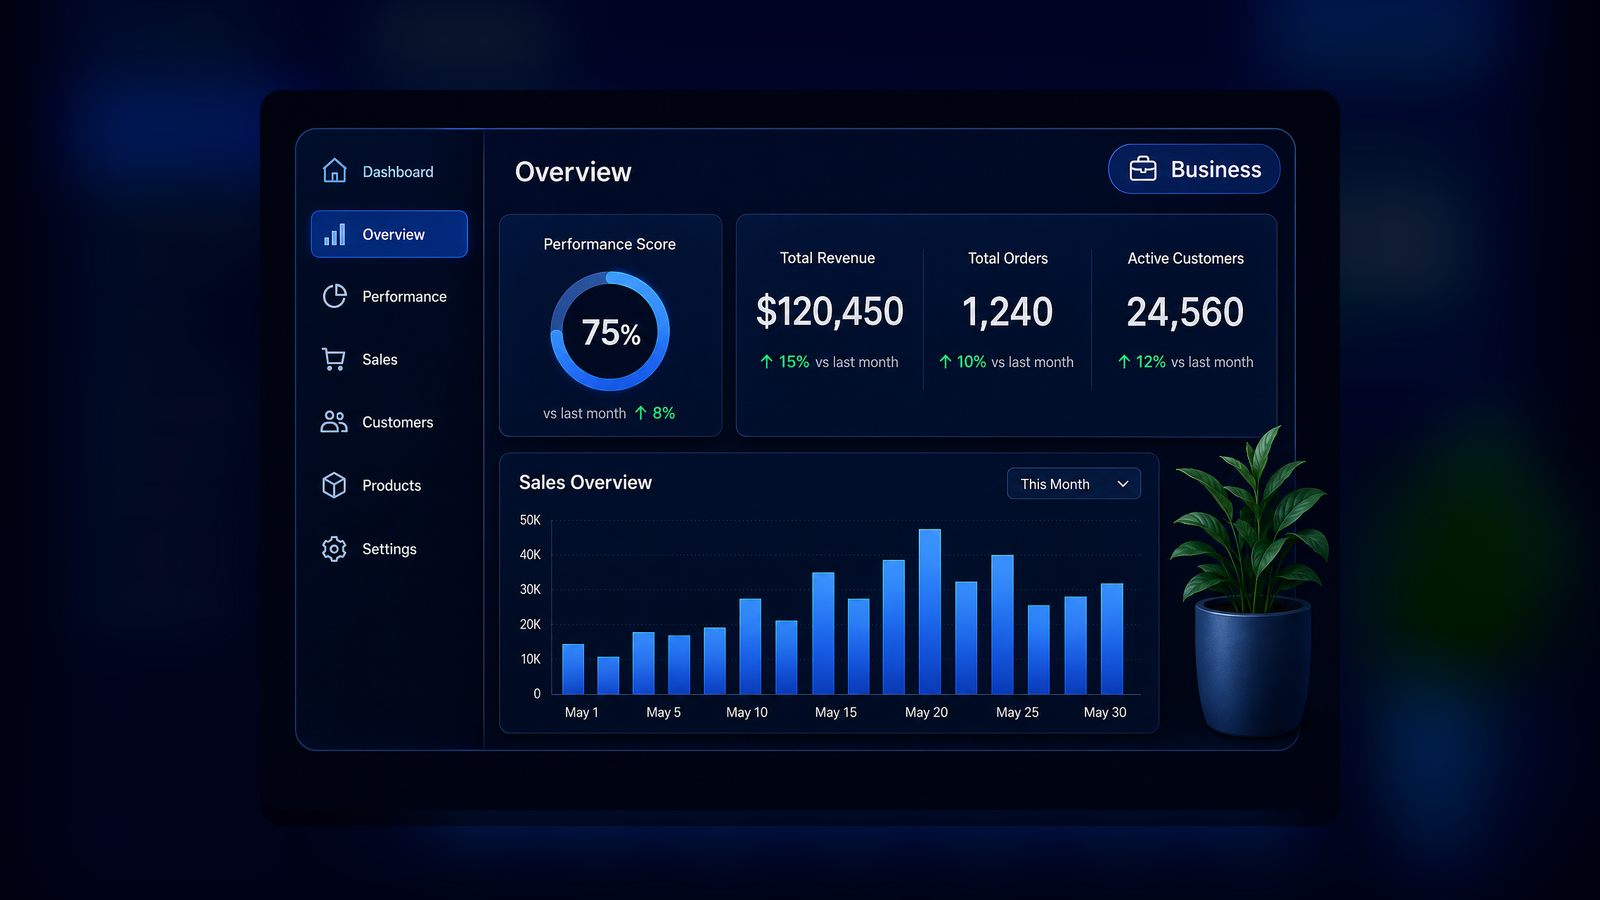 Dashboard
Overview
Performance
Sales
Customers
Products
Settings
Overview
Business
Performance Score
75%
vs last month ↑ 8%
Total Revenue
$120,450
↑ 15% vs last month
Total Orders
1,240
↑ 10% vs last month
Active Customers
24,560
↑ 12% vs last month
Sales Overview
This Month
50K
40K
30K
20K
10K
0
May 1 May 5 May 10 May 15 May 20 May 25 May 30